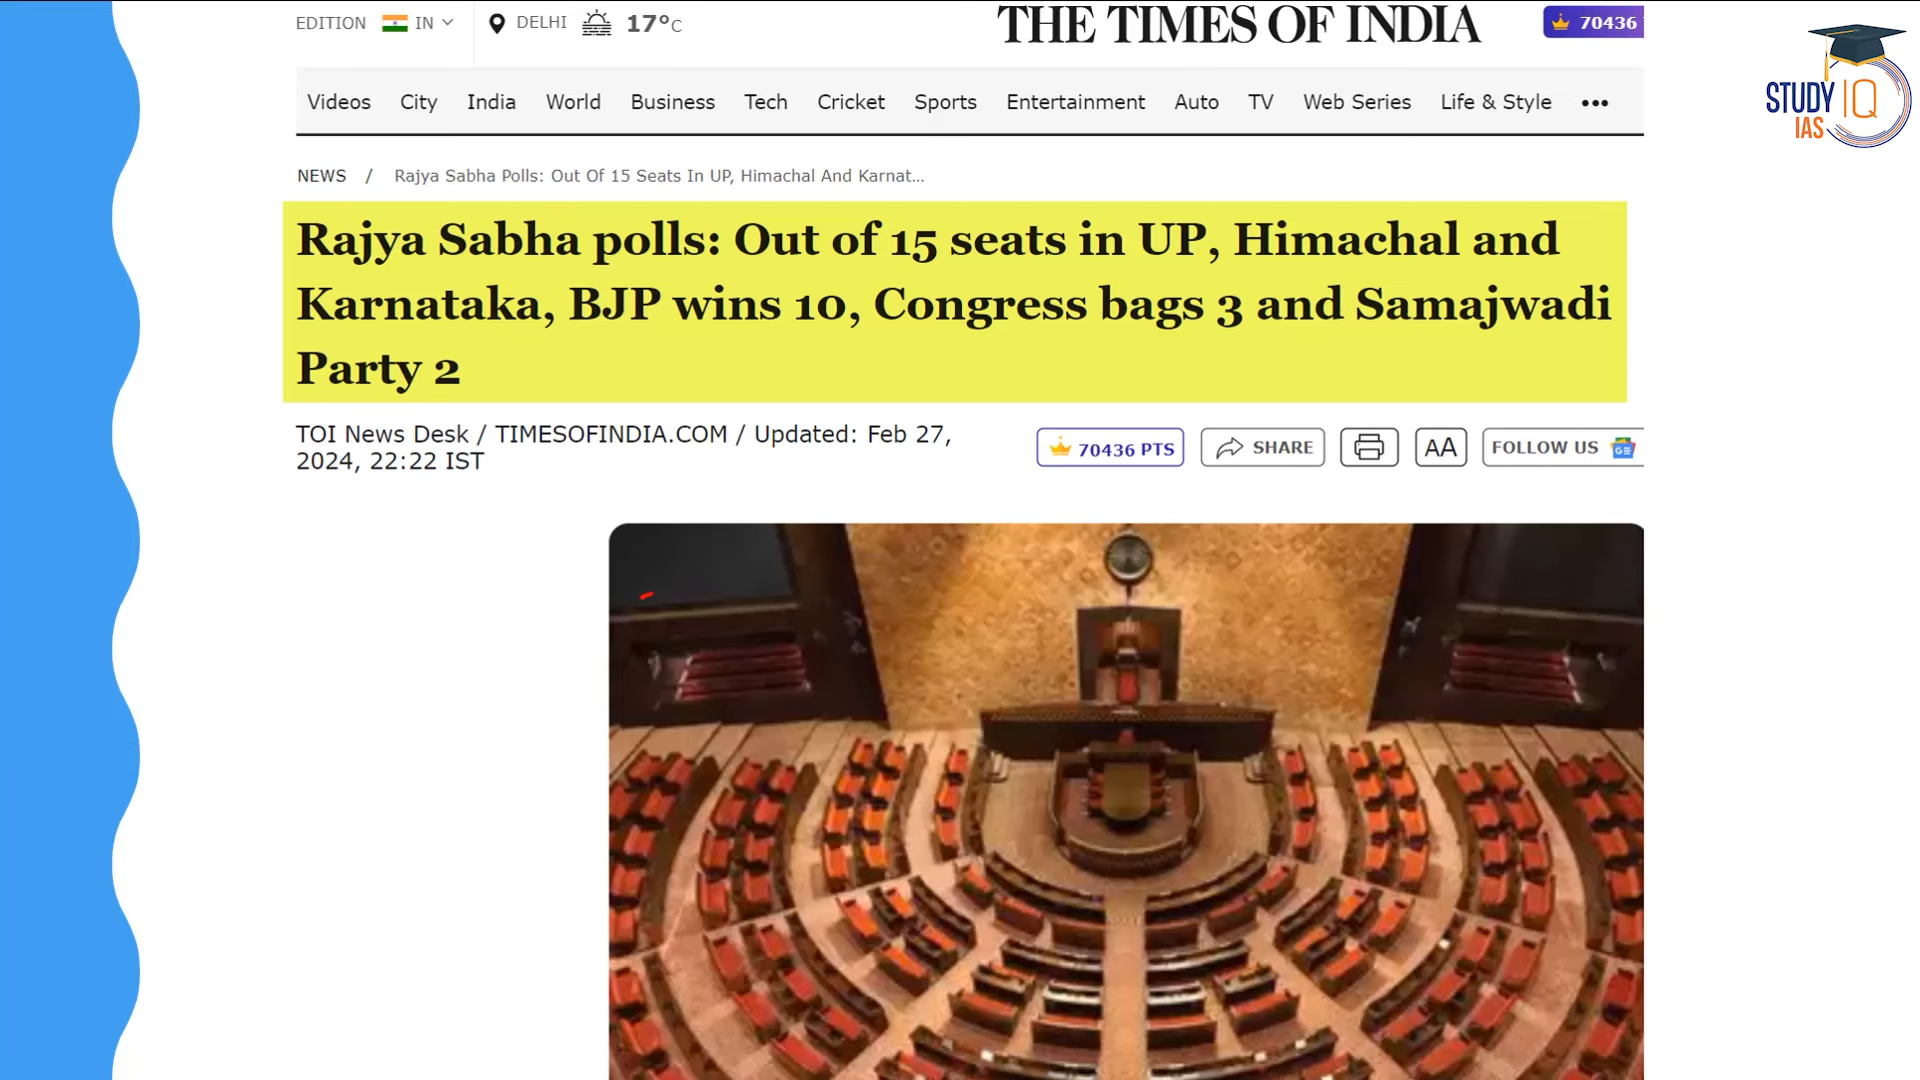 EDITION IN DELHI 17°C
THE TIMES OF INDIA
70436
STUDY IQ
IAS
Videos City India World Business Tech Cricket Sports Entertainment Auto TV Web Series Life & Style •••
NEWS / Rajya Sabha Polls: Out Of 15 Seats In UP, Himachal And Karnat...
Rajya Sabha polls: Out of 15 seats in UP, Himachal and
Karnataka, BJP wins 10, Congress bags 3 and Samajwadi
Party 2
TOI News Desk / TIMESOFINDIA.COM / Updated: Feb 27,
2024, 22:22 IST
70436 PTS SHARE AA FOLLOW US